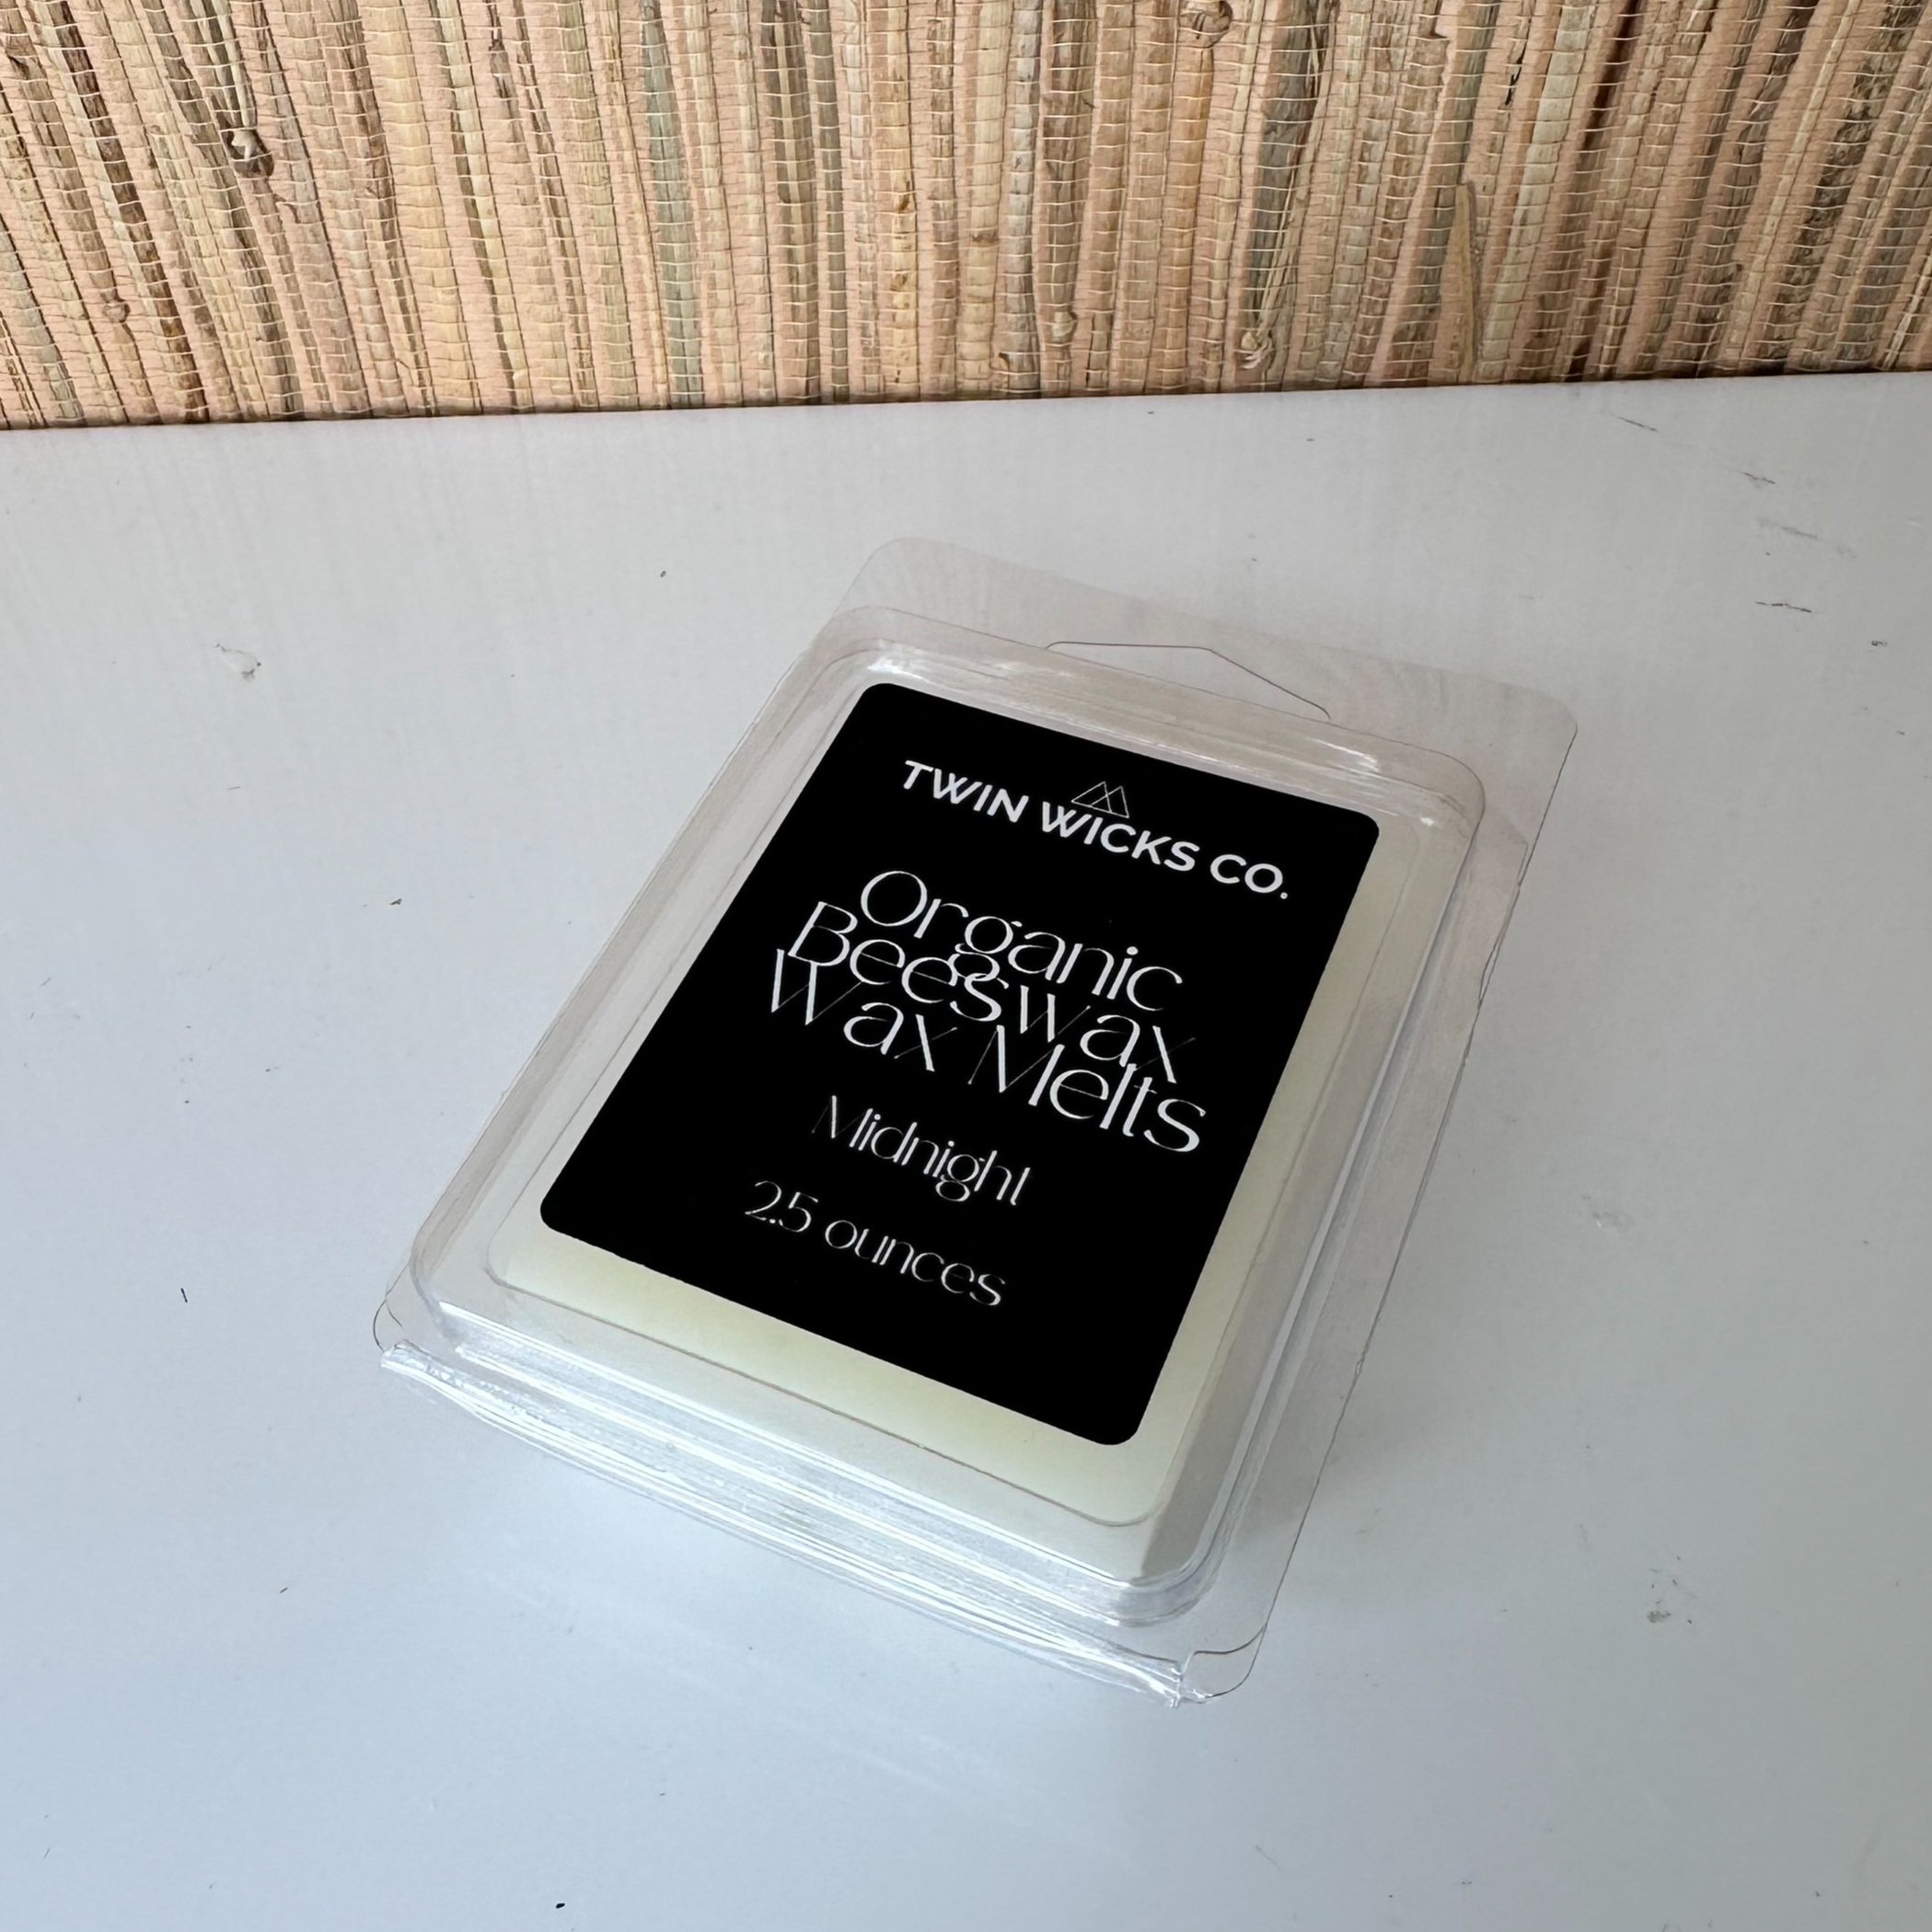 TWIN WICKS CO.
Organic
Beeswax
Wax Melts
Midnight
2.5 ounces